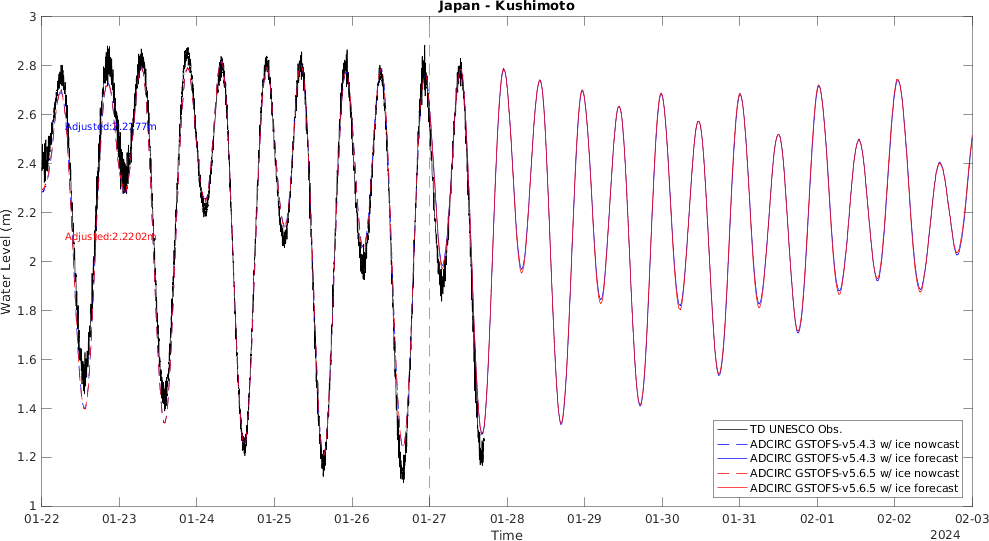 Japan - Kushimoto
3
2.8
2.6
2.4
2.2
2
1.8
1.6
1.4
1.2
1
Water Level (m)
Adjusted:2.2177m
Adjusted:2.2202m
TD UNESCO Obs.
ADCIRC GSTOFS-v5.4.3 w/ ice nowcast
ADCIRC GSTOFS-v5.4.3 w/ ice forecast
ADCIRC GSTOFS-v5.6.5 w/ ice nowcast
ADCIRC GSTOFS-v5.6.5 w/ ice forecast
01-22 01-23 01-24 01-25 01-26 01-27 01-28 01-29 01-30 01-31 02-01 02-02 02-03
Time
2024